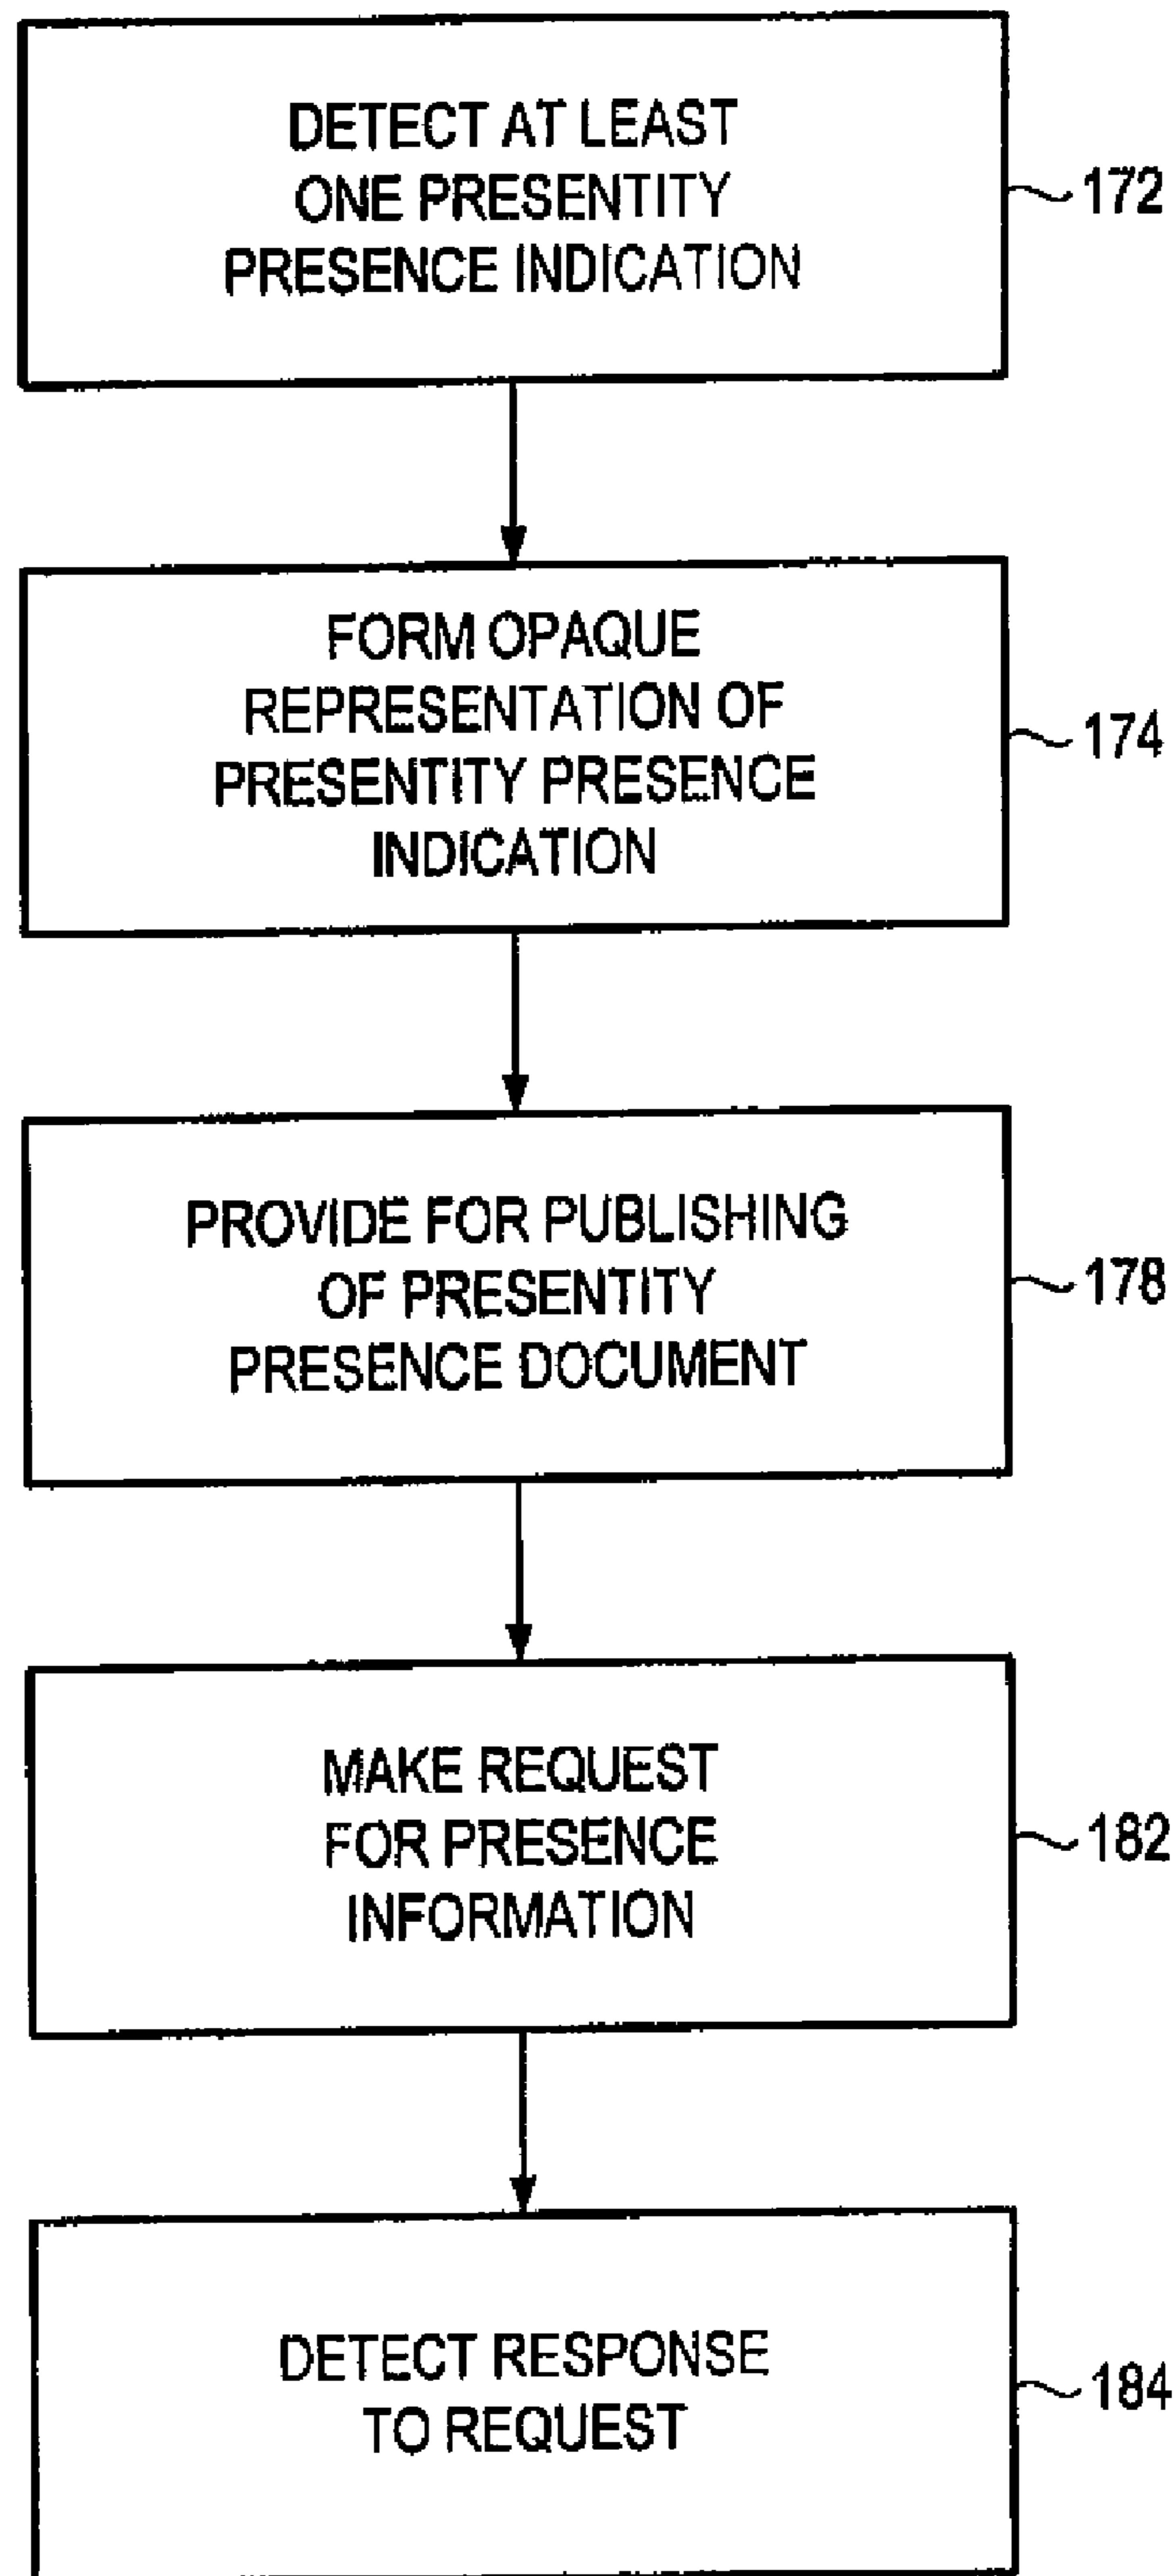 DETECT AT LEAST
ONE PRESENTITY
PRESENCE INDICATION
172
FORM OPAQUE
REPRESENTATION OF
PRESENTITY PRESENCE
INDICATION
174
PROVIDE FOR PUBLISHING
OF PRESENTITY
PRESENCE DOCUMENT
178
MAKE REQUEST
FOR PRESENCE
INFORMATION
182
DETECT RESPONSE
TO REQUEST
184